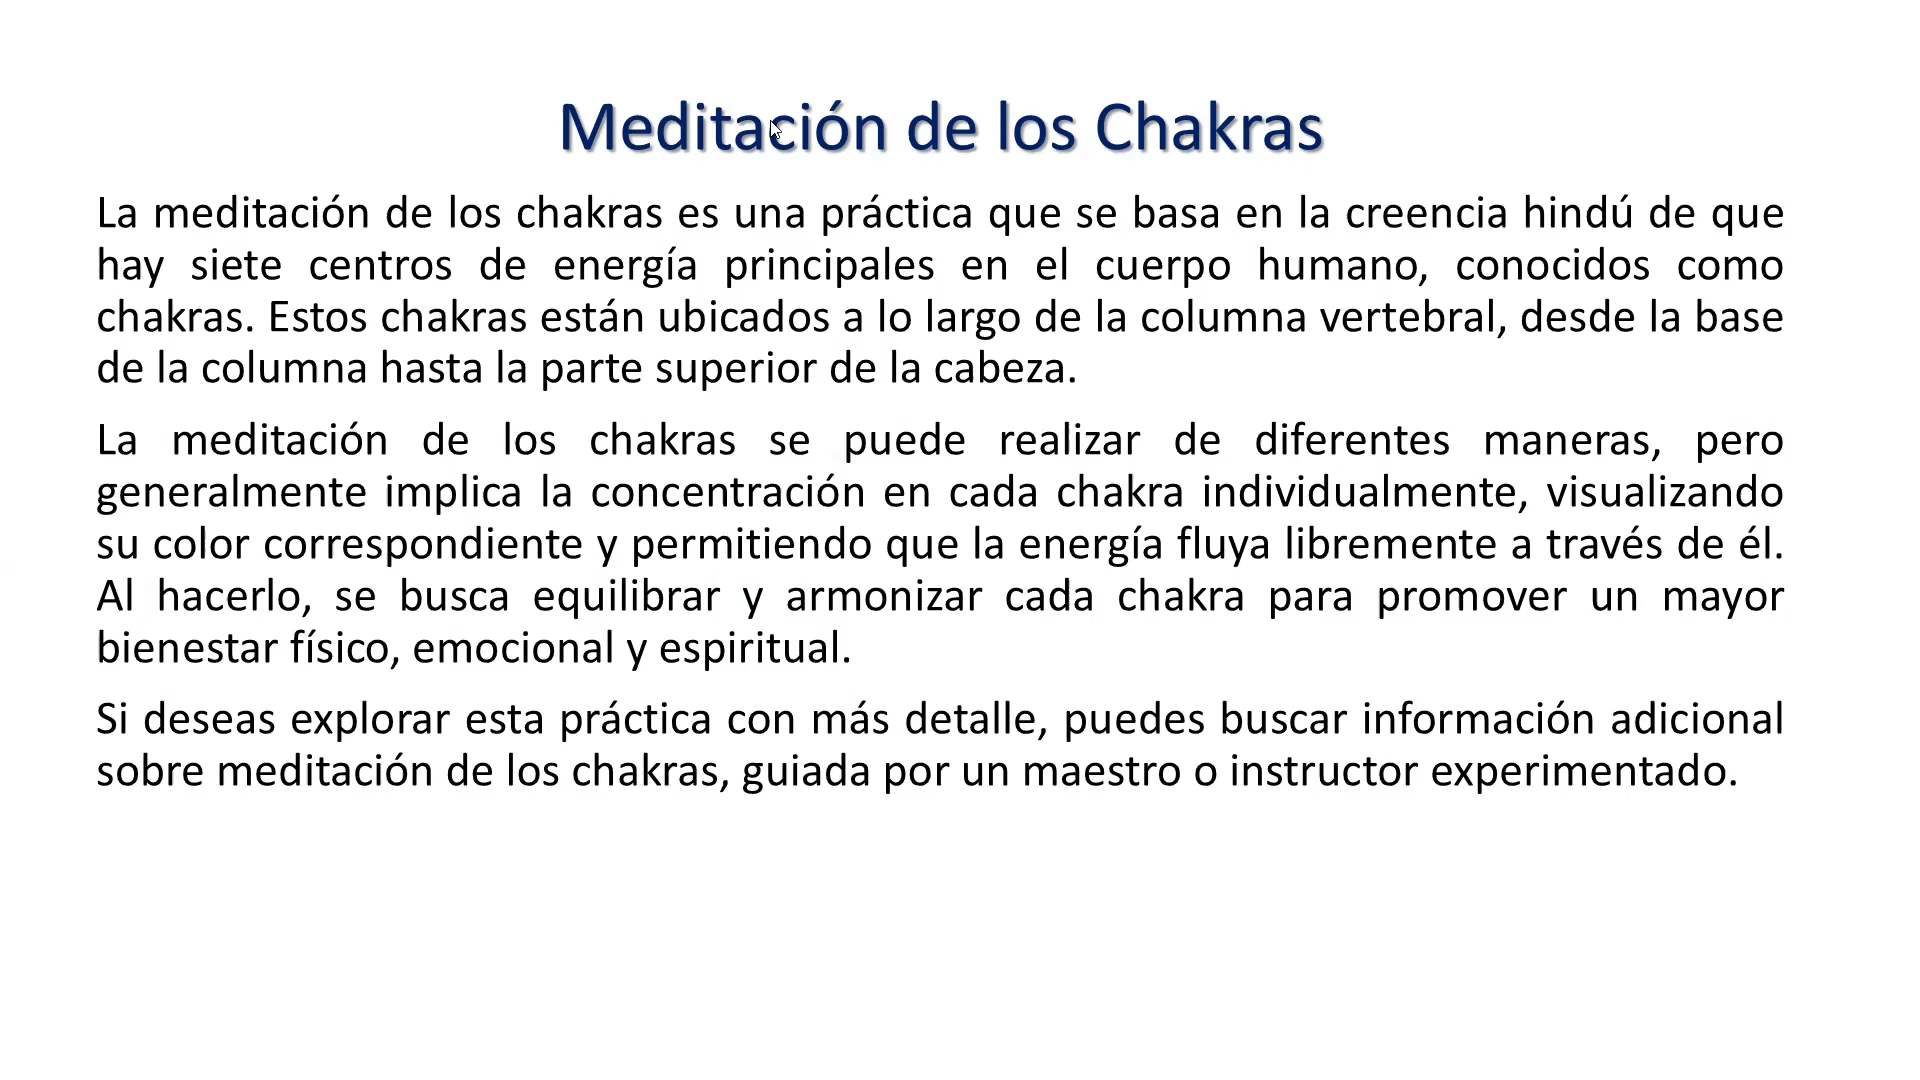 Meditación de los Chakras
La meditación de los chakras es una práctica que se basa en la creencia hindú de que
hay siete centros de energía principales en el cuerpo humano, conocidos como
chakras. Estos chakras están ubicados a lo largo de la columna vertebral, desde la base
de la columna hasta la parte superior de la cabeza.
La meditación de los chakras se puede realizar de diferentes maneras, pero
generalmente implica la concentración en cada chakra individualmente, visualizando
su color correspondiente y permitiendo que la energía fluya libremente a través de él.
Al hacerlo, se busca equilibrar y armonizar cada chakra para promover un mayor
bienestar físico, emocional y espiritual.
Si deseas explorar esta práctica con más detalle, puedes buscar información adicional
sobre meditación de los chakras, guiada por un maestro o instructor experimentado.